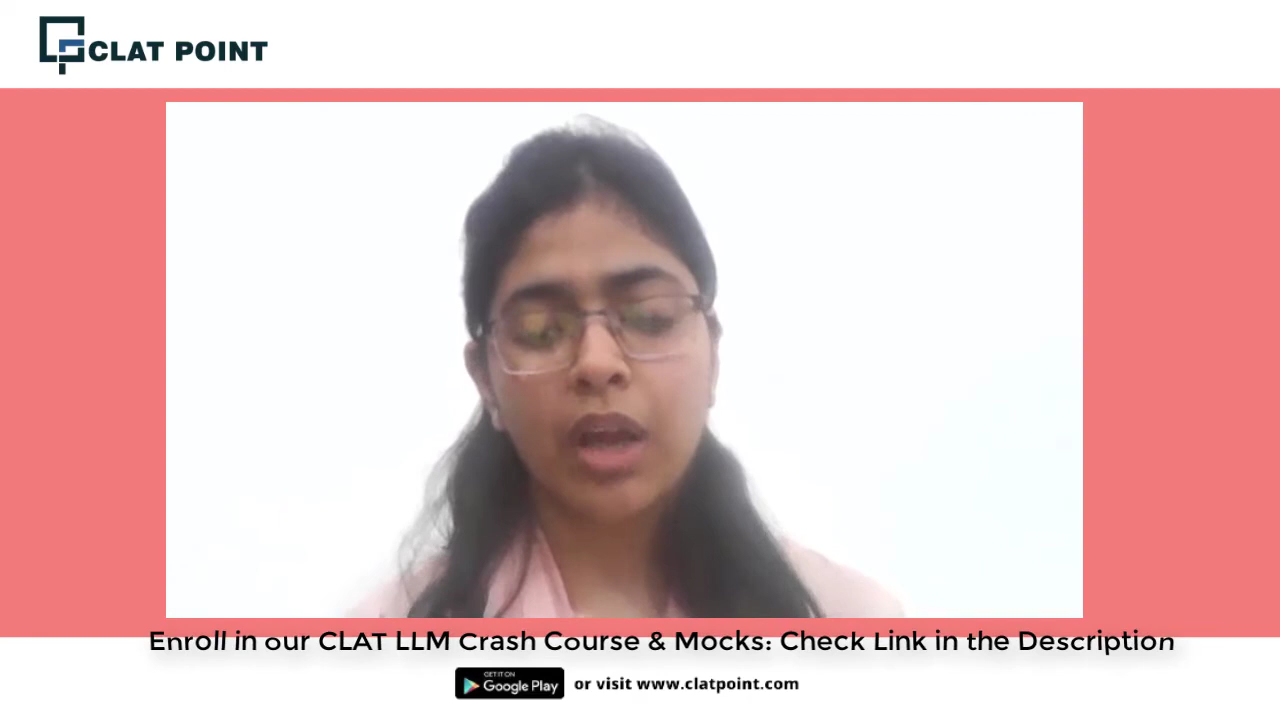 CLAT POINT
Enroll in our CLAT LLM Crash Course & Mocks: Check Link in the Description
GET IT ON
Google Play
or visit www.clatpoint.com